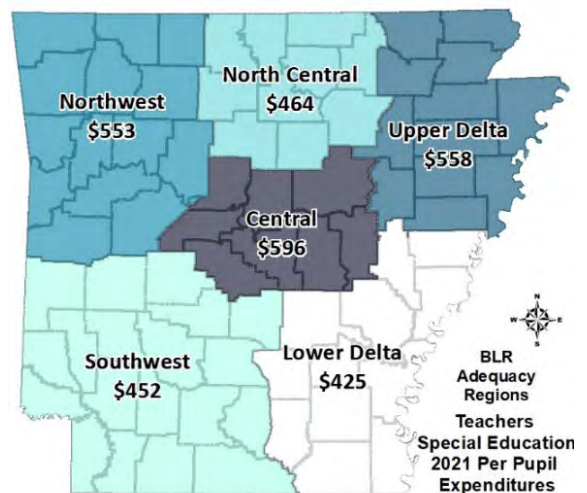 North Central
$464
Northwest
$553
Upper Delta
$558
Central
$596
Southwest
$452
Lower Delta
$425
N
W
E
S
BLR
Adequacy
Regions
Teachers
Special Education
2021 Per Pupil
Expenditures